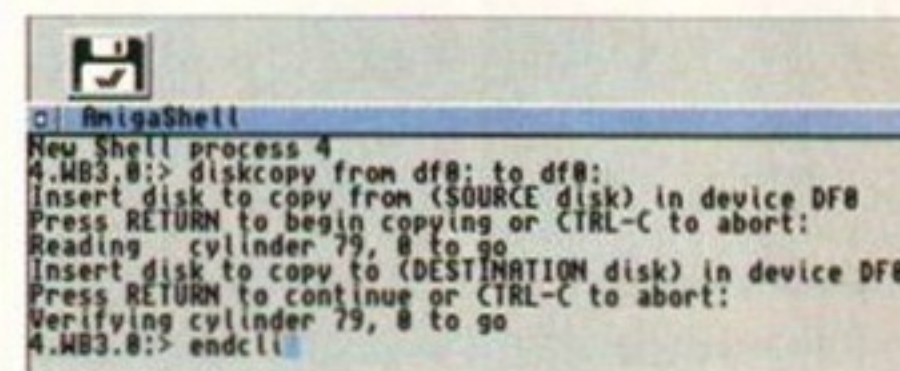 AmigaShell
New Shell process 4
4.WB3.0:> diskcopy from df0: to df0:
Insert disk to copy from (SOURCE disk) in device DF0
Press RETURN to begin copying or CTRL-C to abort:
Reading   cylinder 79, 0 to go
Insert disk to copy to (DESTINATION disk) in device DF0
Press RETURN to continue or CTRL-C to abort:
Verifying cylinder 79, 0 to go
4.WB3.0:> endcli